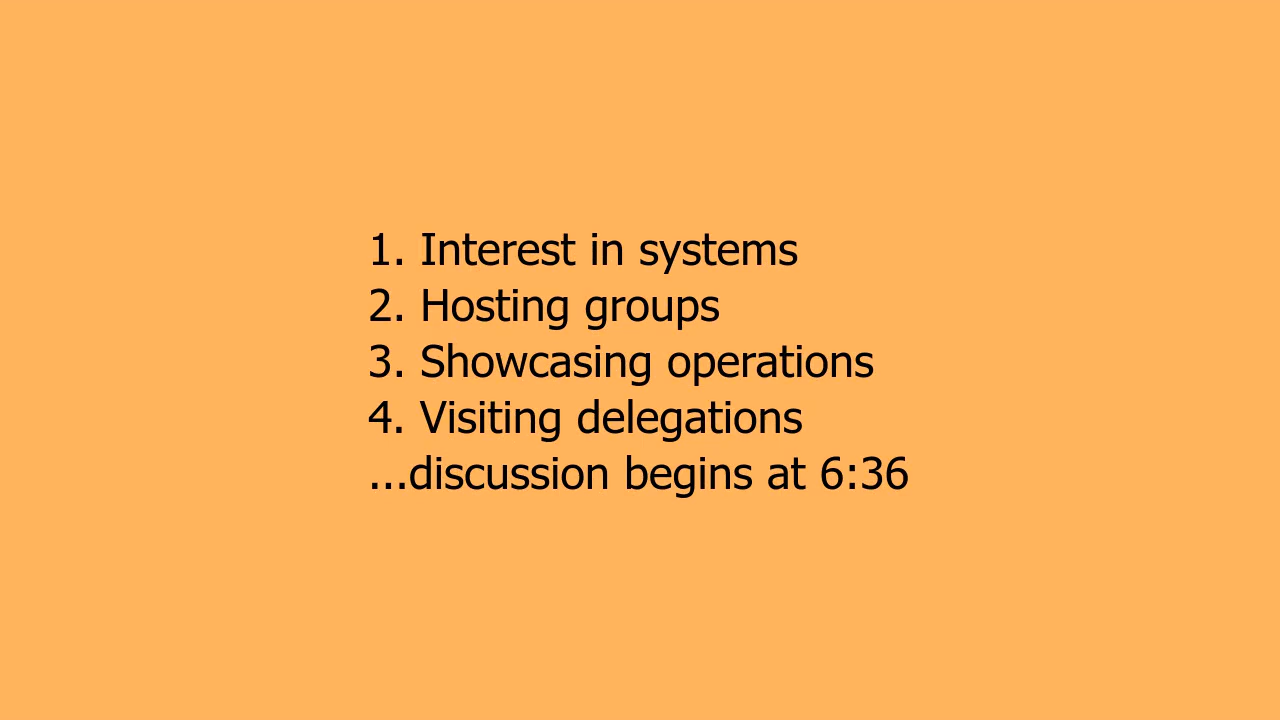 1. Interest in systems
2. Hosting groups
3. Showcasing operations
4. Visiting delegations
...discussion begins at 6:36